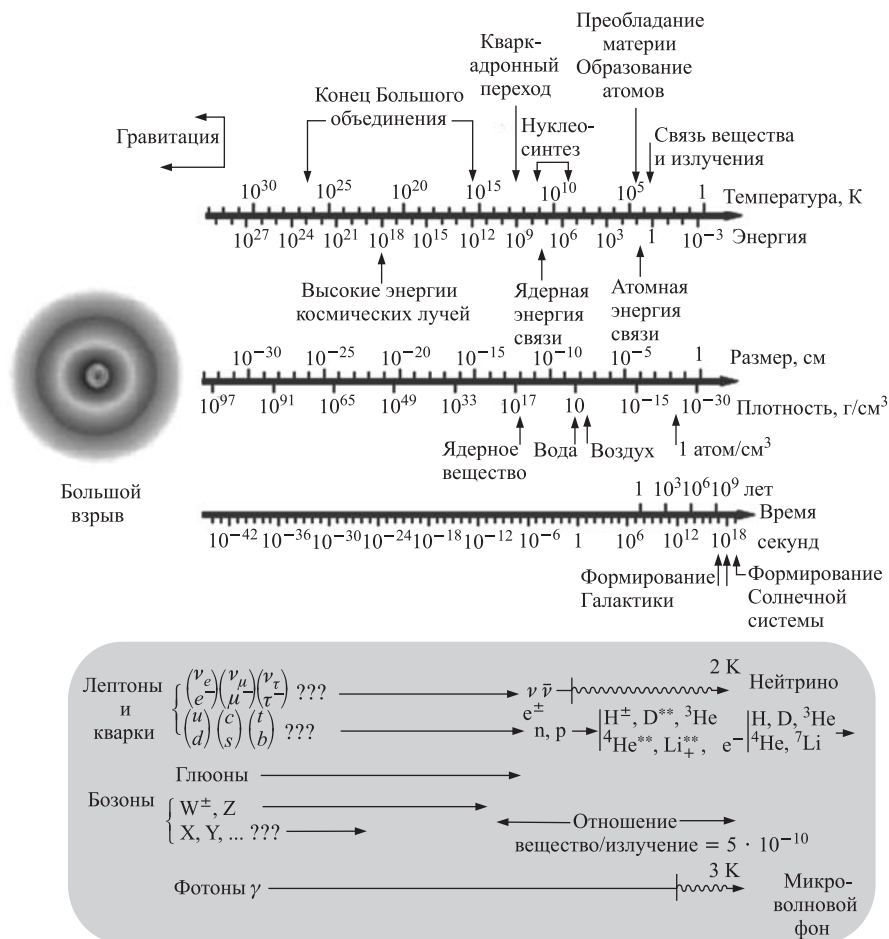 Преобладание
материи
Образование
атомов
Кварк-
адронный
переход
Конец Большого
объединения
Нуклео-
синтез
Гравитация
Связь вещества
и излучения
10^30 10^25 10^20 10^15 10^10 10^5 1 Температура, К
10^27 10^24 10^21 10^18 10^15 10^12 10^9 10^6 10^3 1 10^−3 Энергия
Высокие энергии
космических лучей
Ядерная
энергия
связи
Атомная
энергия
связи
10^−30 10^−25 10^−20 10^−15 10^−10 10^−5 1 Размер, см
10^97 10^91 10^65 10^49 10^33 10^17 10 10^−15 10^−30 Плотность, г/см^3
Ядерное
вещество
Вода
Воздух
1 атом/см^3
Большой
взрыв
1 10^3 10^6 10^9 лет
Время
10^−42 10^−36 10^−30 10^−24 10^−18 10^−12 10^−6 1 10^6 10^12 10^18 секунд
Формирование
Галактики
Формирование
Солнечной
системы
Лептоны
и
кварки
(ν_e e^−) (ν_μ μ^−) (ν_τ τ^−) ???
(u d) (c s) (t b) ???
ν ν̄
e^±
n, p
2 К
Нейтрино
H^±, D^**, ^3He
^4He^**, Li_+^**, e^−
H, D, ^3He
^4He, ^7Li
Глюоны
Бозоны
W^±, Z
X, Y, ... ???
Отношение
вещество/излучение = 5 · 10^−10
Фотоны γ
3 К
Микро-
волновой
фон